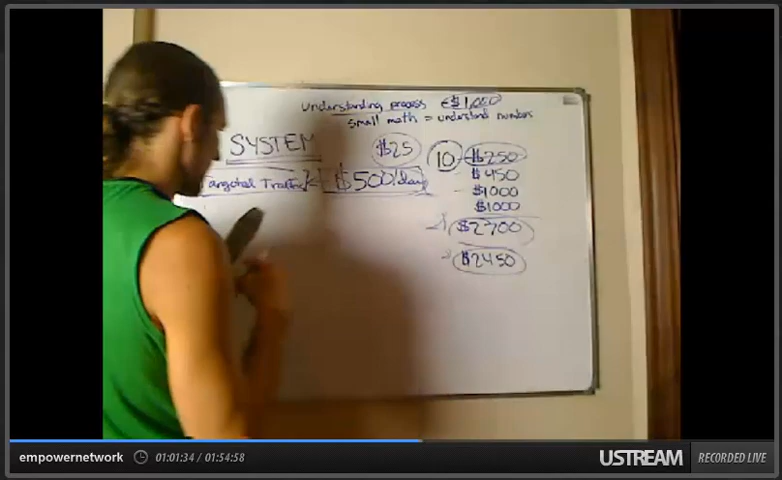 Understanding process €$1,000
Small math = understand numbers
SYSTEM
$25
10 - $250
$450
$1000
$1000
Targeted Traffic
$500/day
$2700
$2450
empowernetwork 01:01:34 / 01:54:58 USTREAM RECORDED LIVE